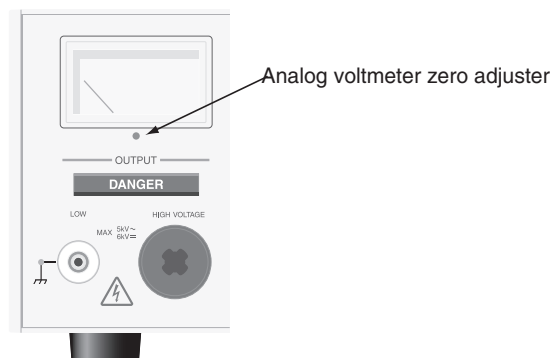 Analog voltmeter zero adjuster
OUTPUT
DANGER
LOW
HIGH VOLTAGE
MAX 5kV~
6kV⎓